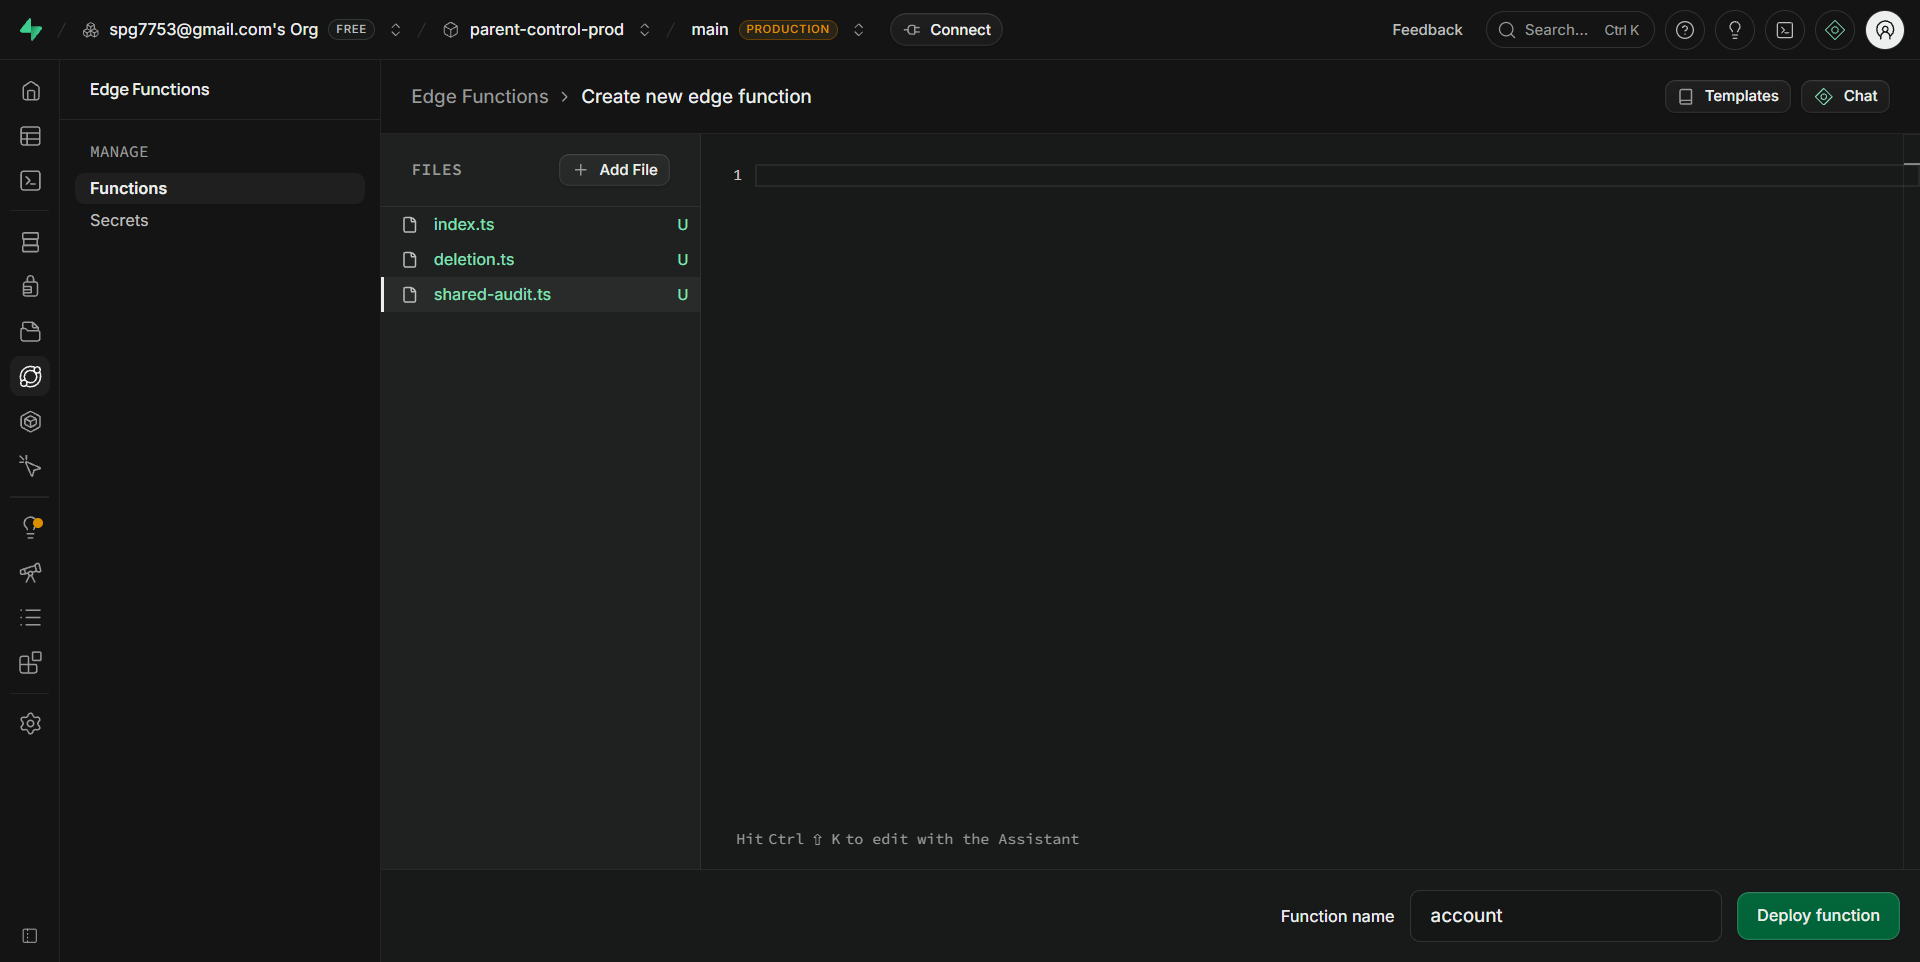 spg7753@gmail.com's Org FREE parent-control-prod main PRODUCTION Connect Feedback Search... Ctrl K
Edge Functions
MANAGE
Functions
Secrets
Edge Functions > Create new edge function Templates Chat
FILES + Add File
index.ts U
deletion.ts U
shared-audit.ts U
1
Hit Ctrl ⇧ K to edit with the Assistant
Function name account Deploy function